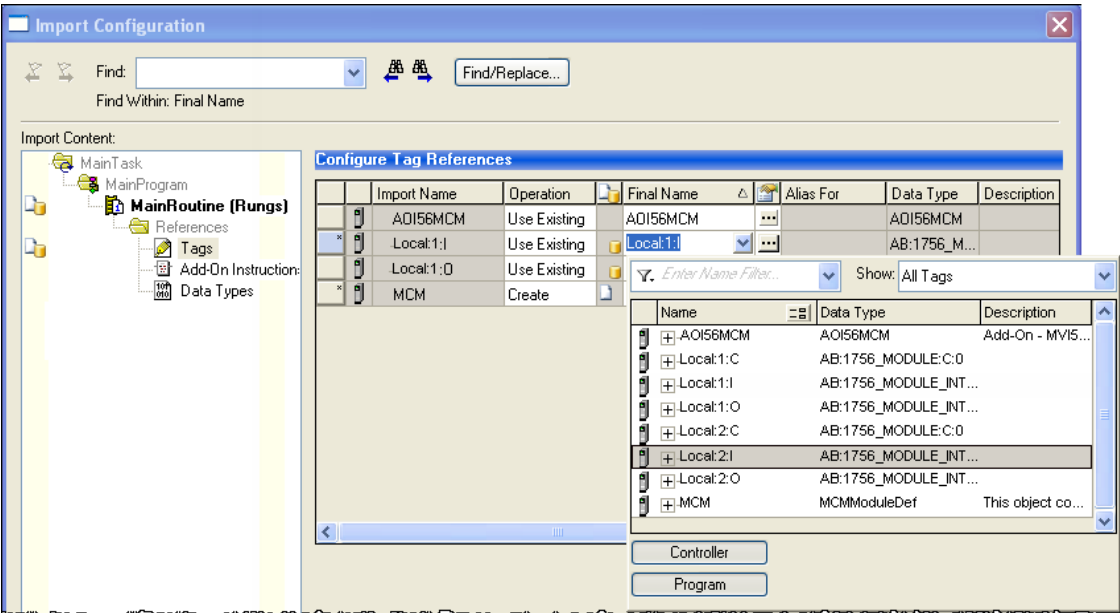 Import Configuration
Find:
Find/Replace...
Find Within: Final Name
Import Content:
MainTask
MainProgram
MainRoutine (Rungs)
References
Tags
Add-On Instruction:
Data Types
Configure Tag References
Import Name Operation Final Name Alias For Data Type Description
AOI56MCM Use Existing AOI56MCM ... AOI56MCM
Local:1:I Use Existing Local:1:I ... AB:1756_M...
Local:1:O Use Existing
MCM Create
Enter Name Filter... Show: All Tags
Name Data Type Description
AOI56MCM AOI56MCM Add-On - MVI5...
Local:1:C AB:1756_MODULE:C:0
Local:1:I AB:1756_MODULE_INT...
Local:1:O AB:1756_MODULE_INT...
Local:2:C AB:1756_MODULE:C:0
Local:2:I AB:1756_MODULE_INT...
Local:2:O AB:1756_MODULE_INT...
MCM MCMModuleDef This object co...
Controller
Program